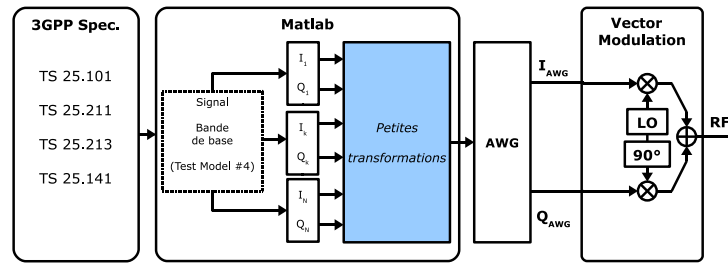 3GPP Spec.
TS 25.101
TS 25.211
TS 25.213
TS 25.141
Matlab
Signal
Bande
de base
(Test Model #4)
I1
Q1
Ik
Qk
IN
QN
Petites
transformations
AWG
IAWG
QAWG
Vector
Modulation
LO
90°
RF